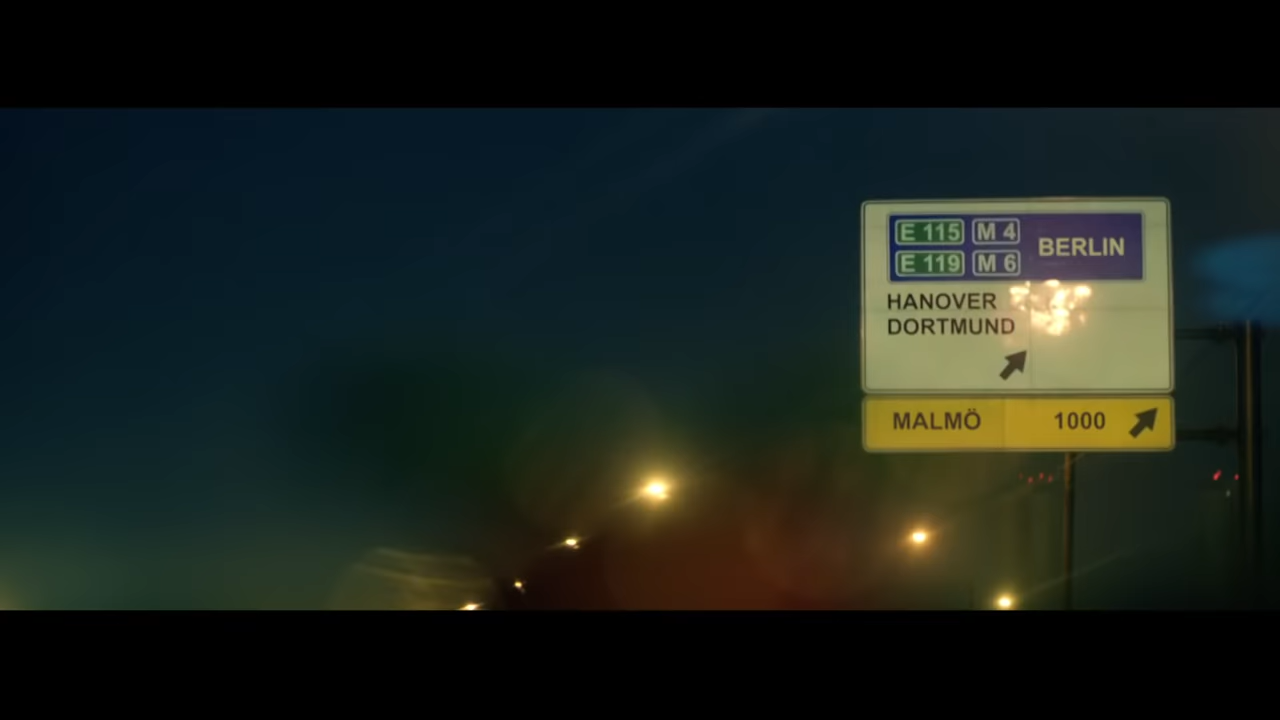 E 115 M 4 BERLIN
E 119 M 6
HANOVER
DORTMUND
MALMÖ 1000